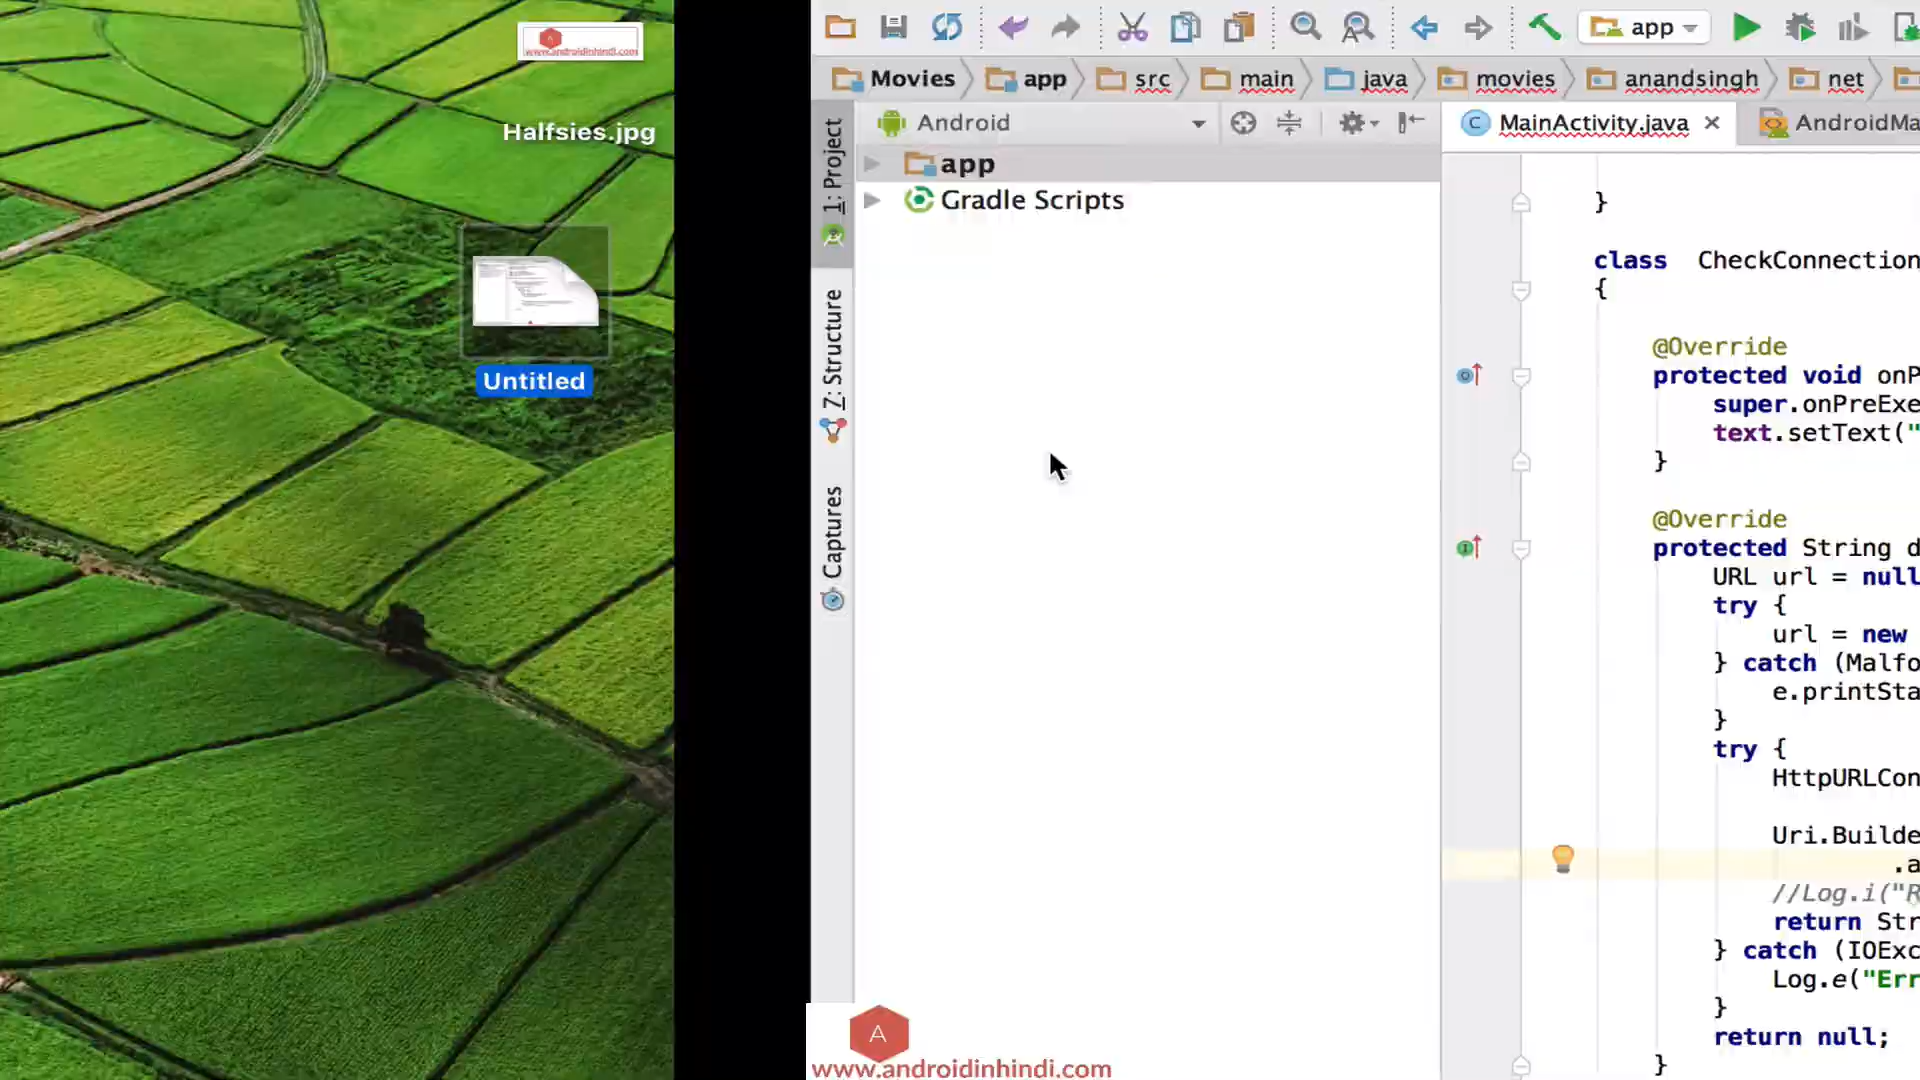 www.androidinhindi.com
Halfsies.jpg
Untitled
app
Movies
app
src
main
java
movies
anandsingh
net
1: Project
Android
MainActivity.java
AndroidMa
app
Gradle Scripts
Z: Structure
Captures
}
class CheckConnection
{
@Override
protected void onP
super.onPreExe
text.setText("
}
@Override
protected String d
URL url = null
try {
url = new
} catch (Malfo
e.printSta
}
try {
HttpURLCon
Uri.Builde
.a
//Log.i("R
return Str
} catch (IOExc
Log.e("Err
}
return null;
}
A
www.androidinhindi.com